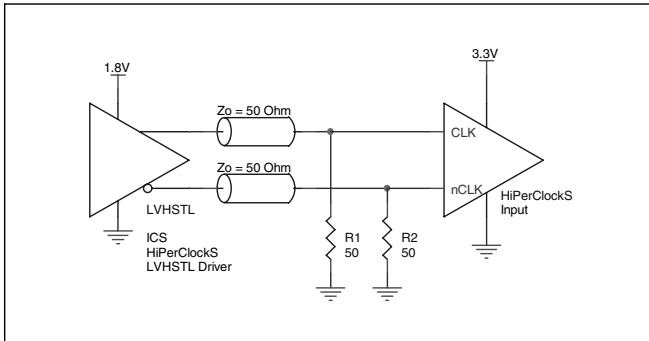 1.8V
3.3V
Zo = 50 Ohm
CLK
Zo = 50 Ohm
nCLK
HiPerClockS
Input
LVHSTL
ICS
HiPerClockS
LVHSTL Driver
R1
50
R2
50